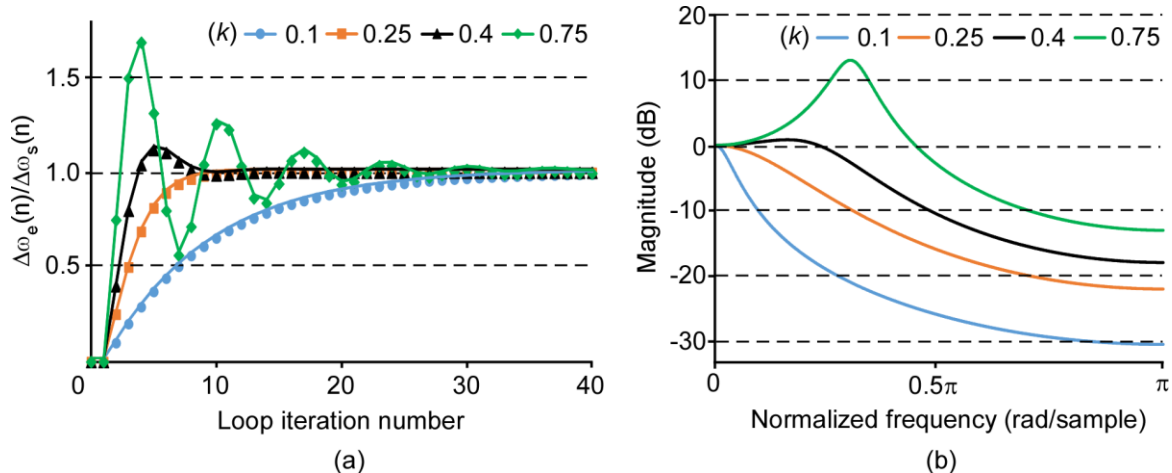 (k) 0.1 0.25 0.4 0.75
Δωe(n)/Δωs(n)
1.5
1.0
0.5
0 10 20 30 40
Loop iteration number
(a)
20
(k) 0.1 0.25 0.4 0.75
10
0
-10
-20
-30
Magnitude (dB)
0 0.5π π
Normalized frequency (rad/sample)
(b)